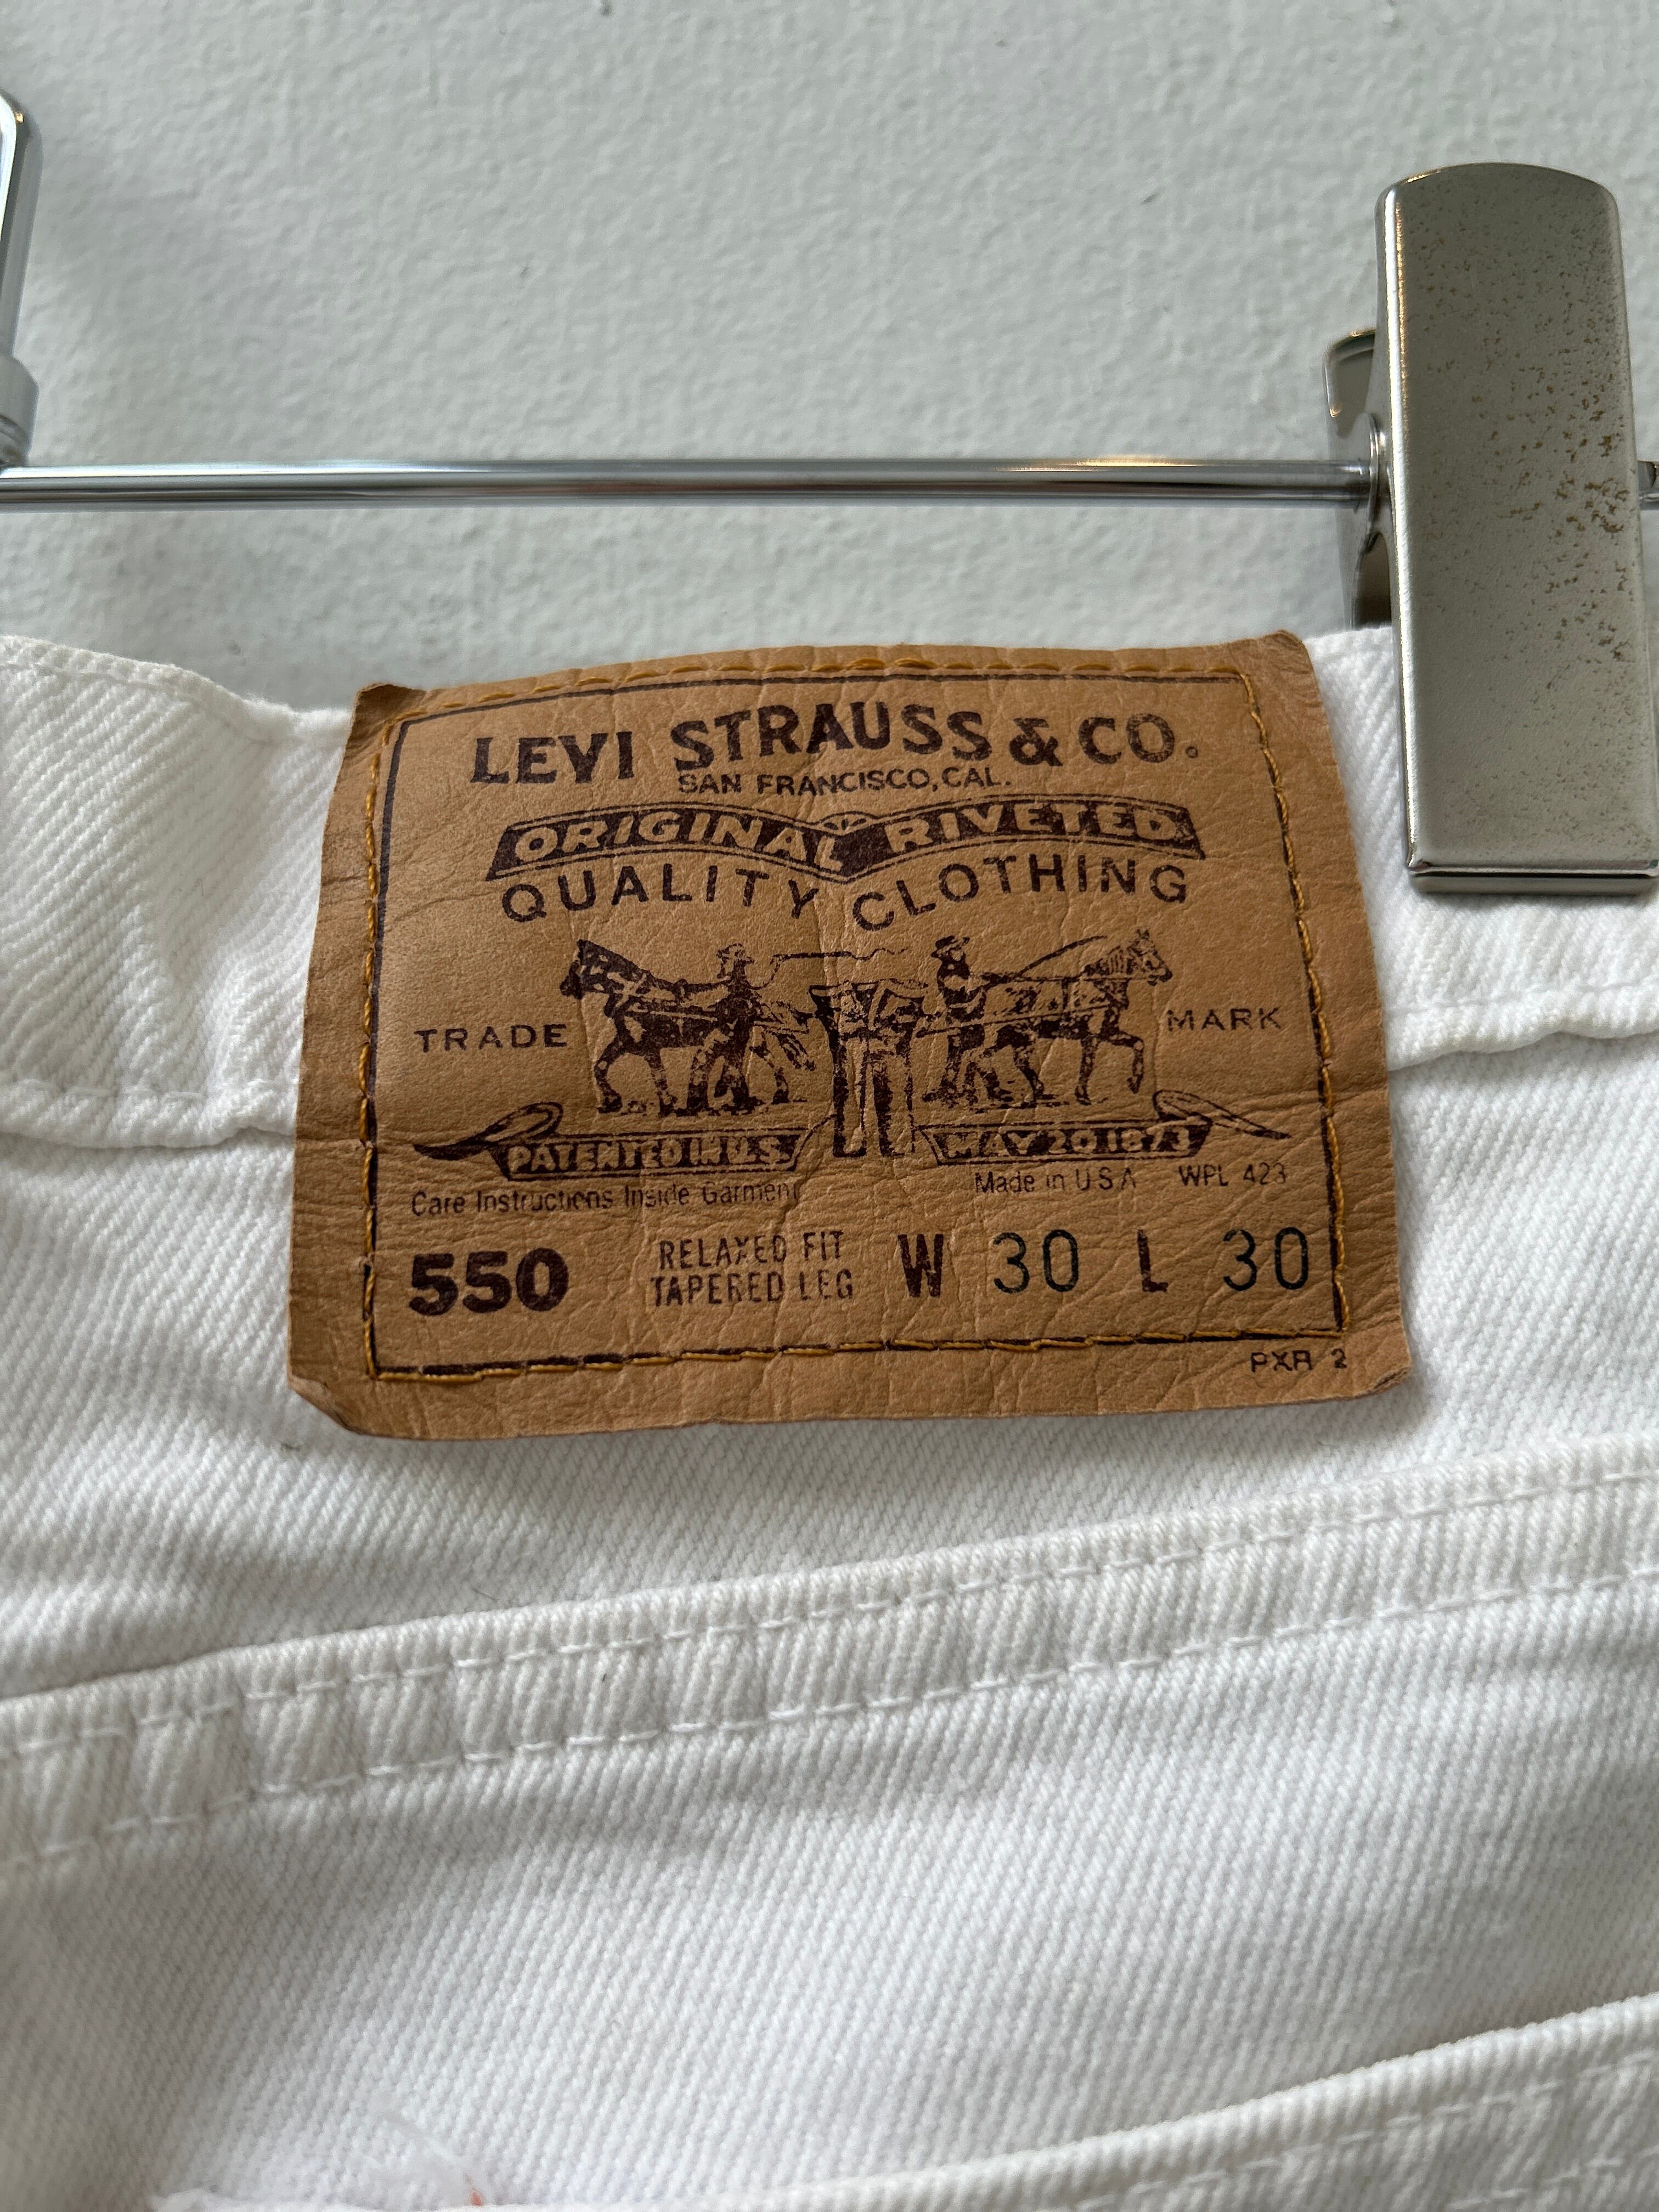 LEVI STRAUSS & CO.
SAN FRANCISCO, CAL.
ORIGINAL RIVETED
QUALITY CLOTHING
TRADE MARK
PATENTED IN U.S. MAY 20 1873
Care Instructions Inside Garment Made in U S A WPL 423
550 RELAXED FIT W 30 L 30
TAPERED LEG
PXR 2